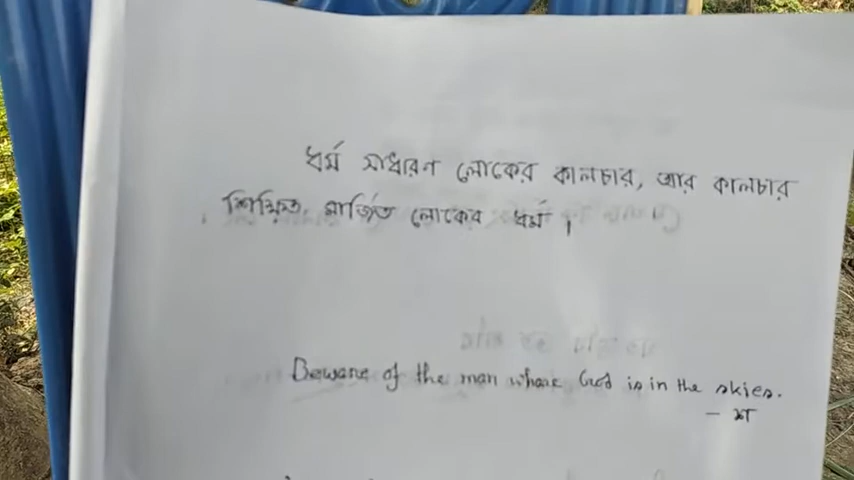 ধর্ম সাধারণ লোকের কালচার, আর কালচার
শিক্ষিত, মার্জিত লোকের ধর্ম।
Beware of the man whose God is in the skies.
- শ